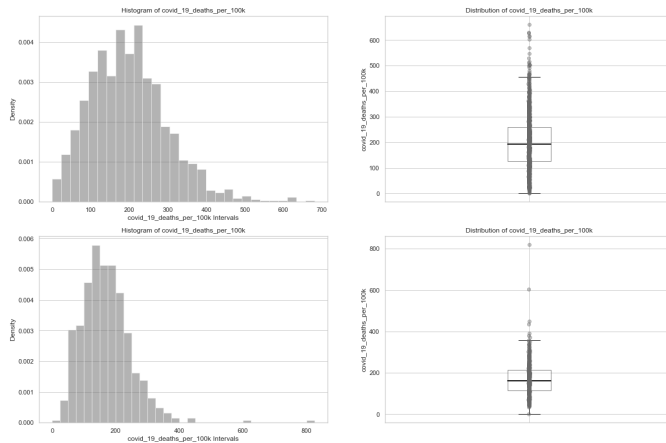 Histogram of covid_19_deaths_per_100k
Density
0.004
0.003
0.002
0.001
0.000
0 100 200 300 400 500 600 700
covid_19_deaths_per_100k Intervals
Distribution of covid_19_deaths_per_100k
covid_19_deaths_per_100k
600
500
400
300
200
100
0
Histogram of covid_19_deaths_per_100k
Density
0.006
0.005
0.004
0.003
0.002
0.001
0.000
0 200 400 600 800
covid_19_deaths_per_100k Intervals
Distribution of covid_19_deaths_per_100k
covid_19_deaths_per_100k
800
600
400
200
0